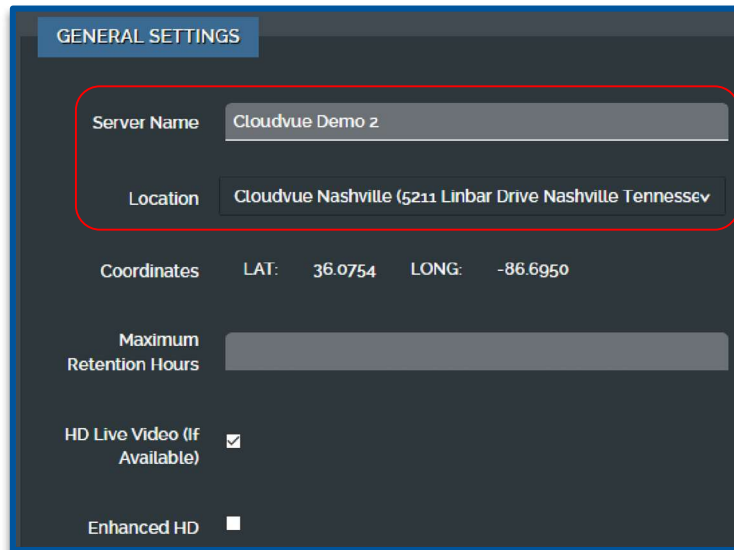 GENERAL SETTINGS
Server Name Cloudvue Demo 2
Location Cloudvue Nashville (5211 Linbar Drive Nashville Tennesse
Coordinates LAT: 36.0754 LONG: -86.6950
Maximum
Retention Hours
HD Live Video (If
Available)
Enhanced HD